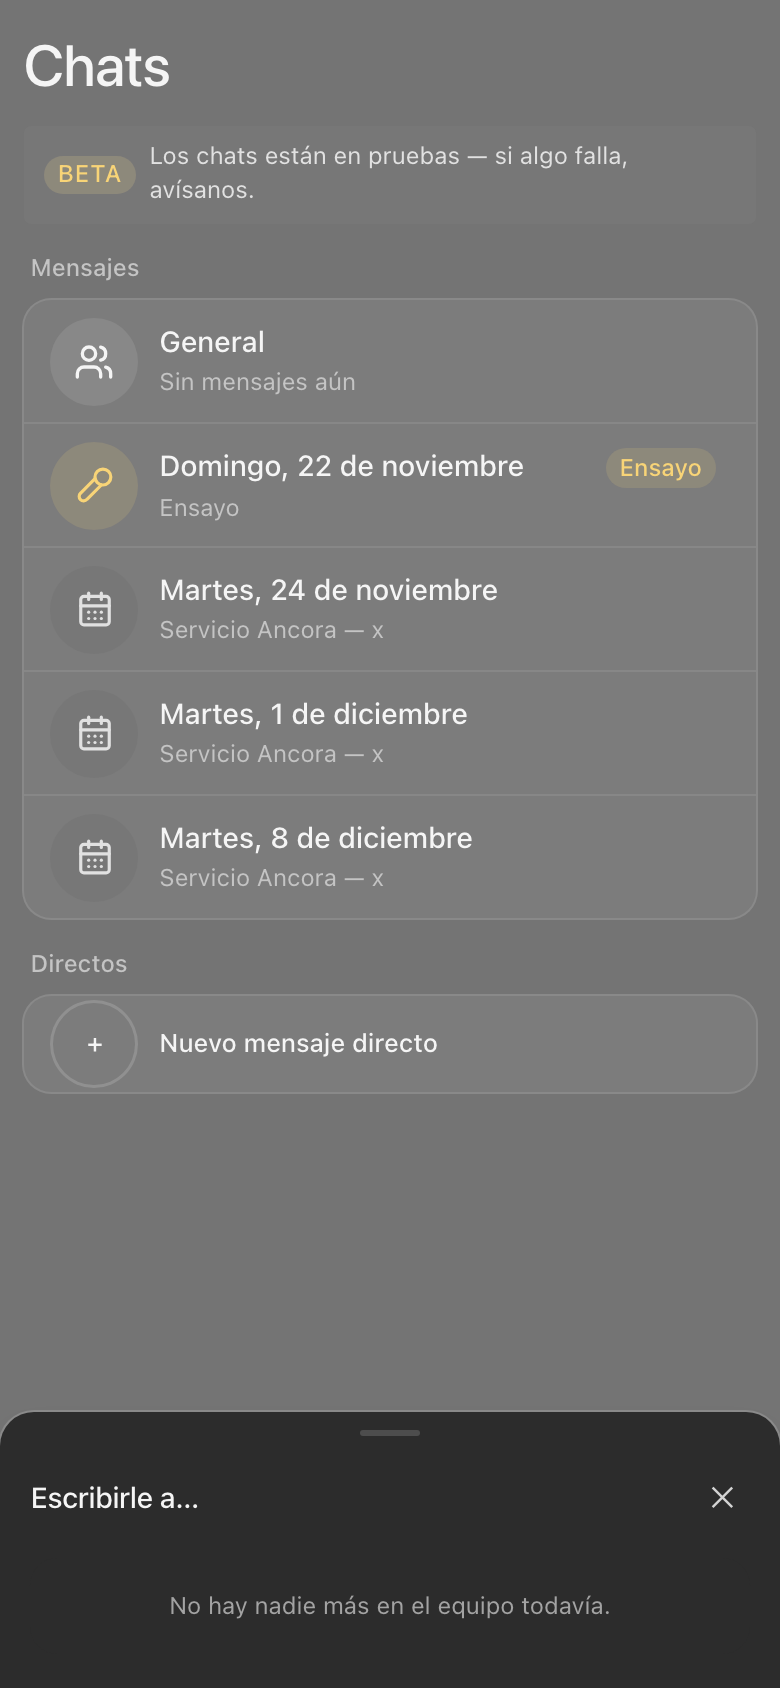 Chats
BETA
Los chats están en pruebas — si algo falla,
avísanos.
Mensajes
General
Sin mensajes aún
Domingo, 22 de noviembre
Ensayo
Ensayo
Martes, 24 de noviembre
Servicio Ancora — x
Martes, 1 de diciembre
Servicio Ancora — x
Martes, 8 de diciembre
Servicio Ancora — x
Directos
+ Nuevo mensaje directo
Escribirle a...
No hay nadie más en el equipo todavía.